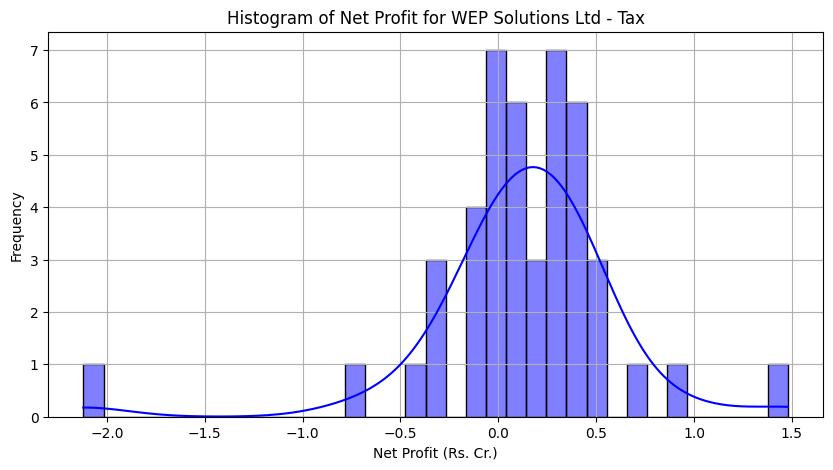 Histogram of Net Profit for WEP Solutions Ltd - Tax
7
6
5
4
3
2
1
0
Frequency
−2.0 −1.5 −1.0 −0.5 0.0 0.5 1.0 1.5
Net Profit (Rs. Cr.)